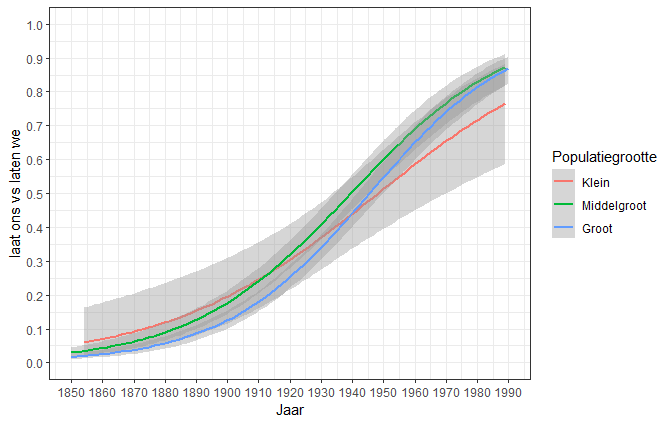 1.0
0.9
0.8
0.7
0.6
0.5
0.4
0.3
0.2
0.1
0.0
laat ons vs laten we
1850 1860 1870 1880 1890 1900 1910 1920 1930 1940 1950 1960 1970 1980 1990
Jaar
Populatiegrootte
Klein
Middelgroot
Groot